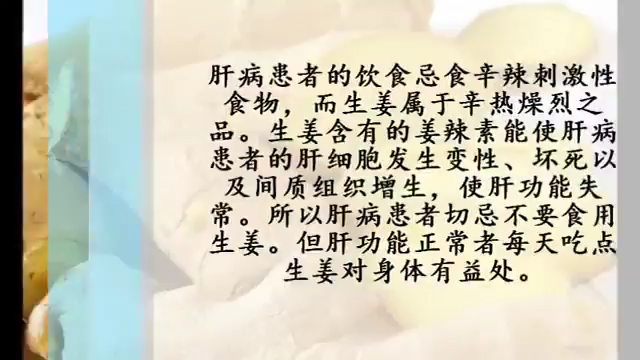 肝病患者的饮食忌食辛辣刺激性
食物，而生姜属于辛热燥烈之
品。生姜含有的姜辣素能使肝病
患者的肝细胞发生变性、坏死以
及间质组织增生，使肝功能失
常。所以肝病患者切忌不要食用
生姜。但肝功能正常者每天吃点
生姜对身体有益处。